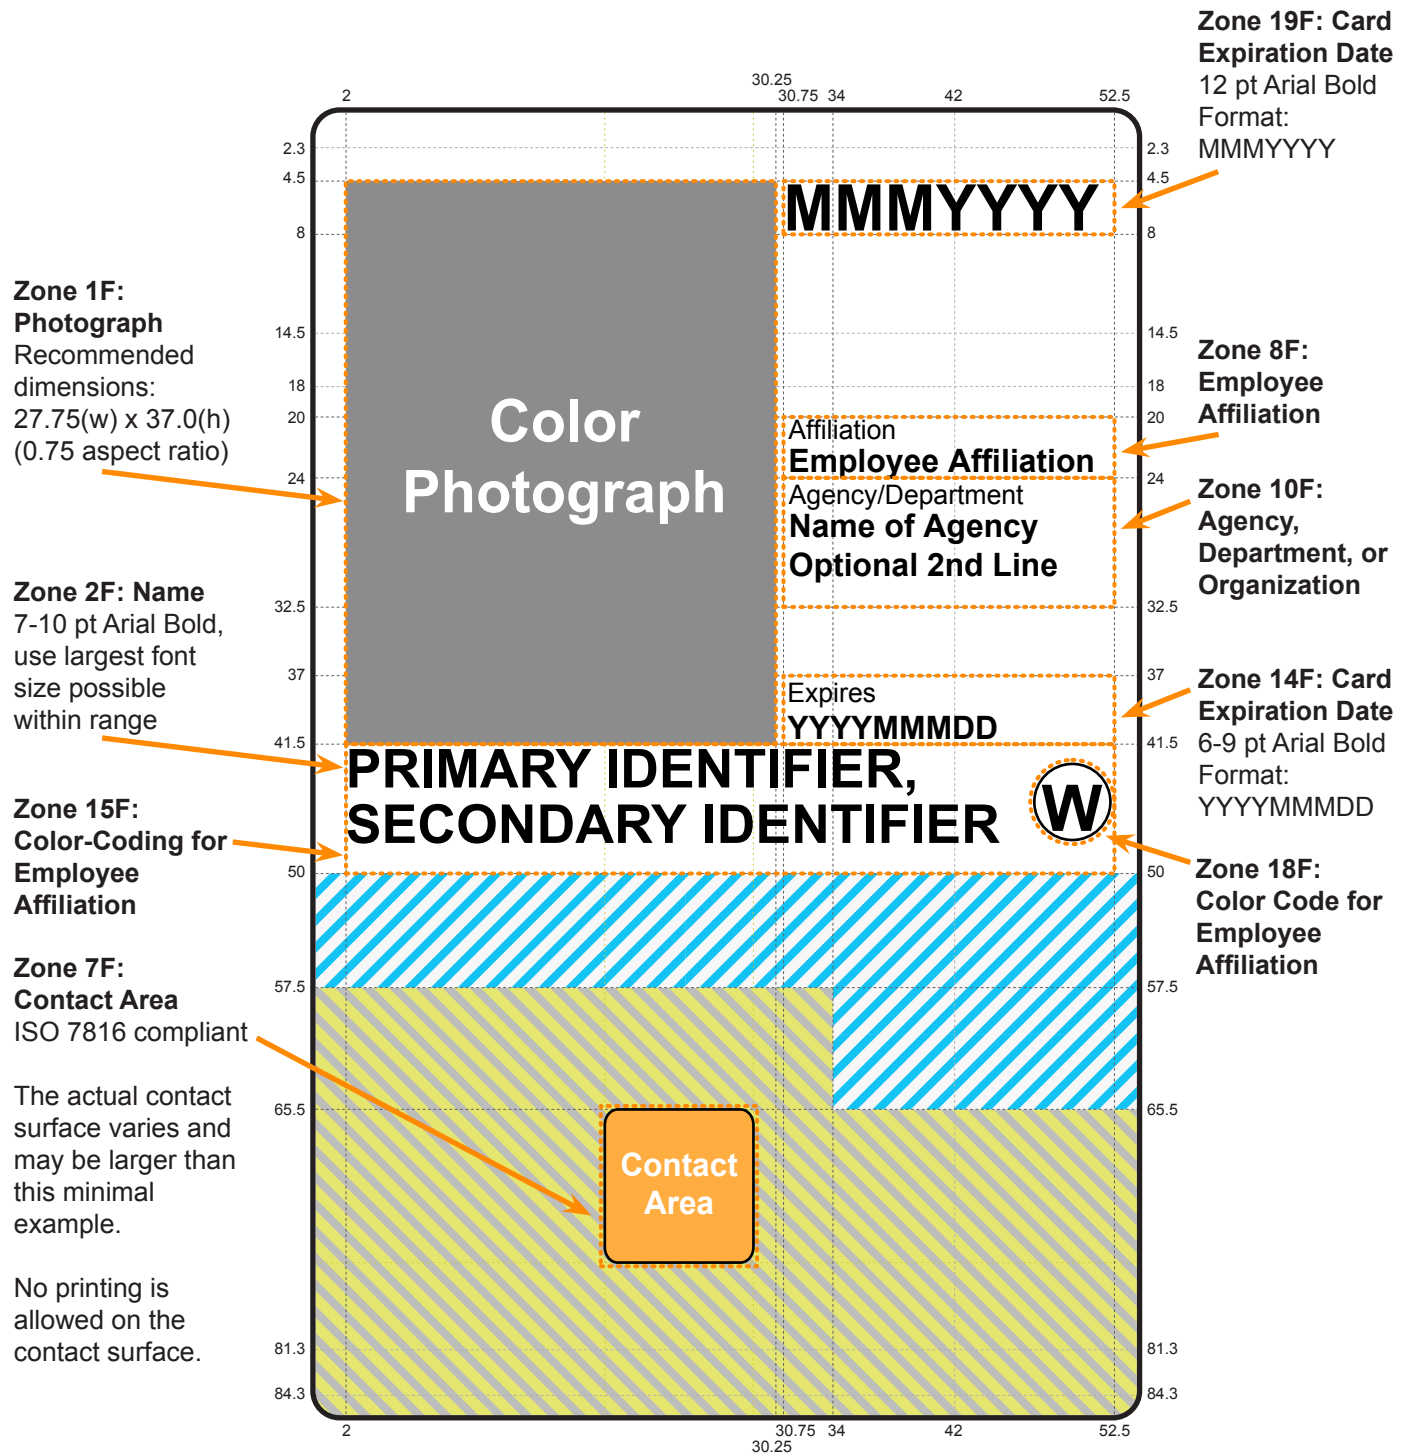 Zone 19F: Card
Expiration Date
12 pt Arial Bold
Format:
MMMYYYY
30.25
2
30.75
34
42
52.5
2.3
2.3
4.5
4.5
MMMYYYY
8
8
Zone 1F:
Photograph
Recommended
dimensions:
27.75(w) x 37.0(h)
(0.75 aspect ratio)
14.5
14.5
18
18
20
20
24
24
Color
Photograph
Affiliation
Employee Affiliation
Agency/Department
Name of Agency
Optional 2nd Line
Zone 8F:
Employee
Affiliation
Zone 10F:
Agency,
Department, or
Organization
Zone 2F: Name
7-10 pt Arial Bold,
use largest font
size possible
within range
32.5
32.5
37
37
Expires
YYYYMMMDD
Zone 14F: Card
Expiration Date
6-9 pt Arial Bold
Format:
YYYYMMMDD
41.5
41.5
PRIMARY IDENTIFIER,
SECONDARY IDENTIFIER
W
Zone 15F:
Color-Coding for
Employee
Affiliation
50
50
Zone 18F:
Color Code for
Employee
Affiliation
Zone 7F:
Contact Area
ISO 7816 compliant
57.5
57.5
The actual contact
surface varies and
may be larger than
this minimal
example.
65.5
65.5
Contact
Area
No printing is
allowed on the
contact surface.
81.3
81.3
84.3
84.3
2
30.75
34
42
52.5
30.25